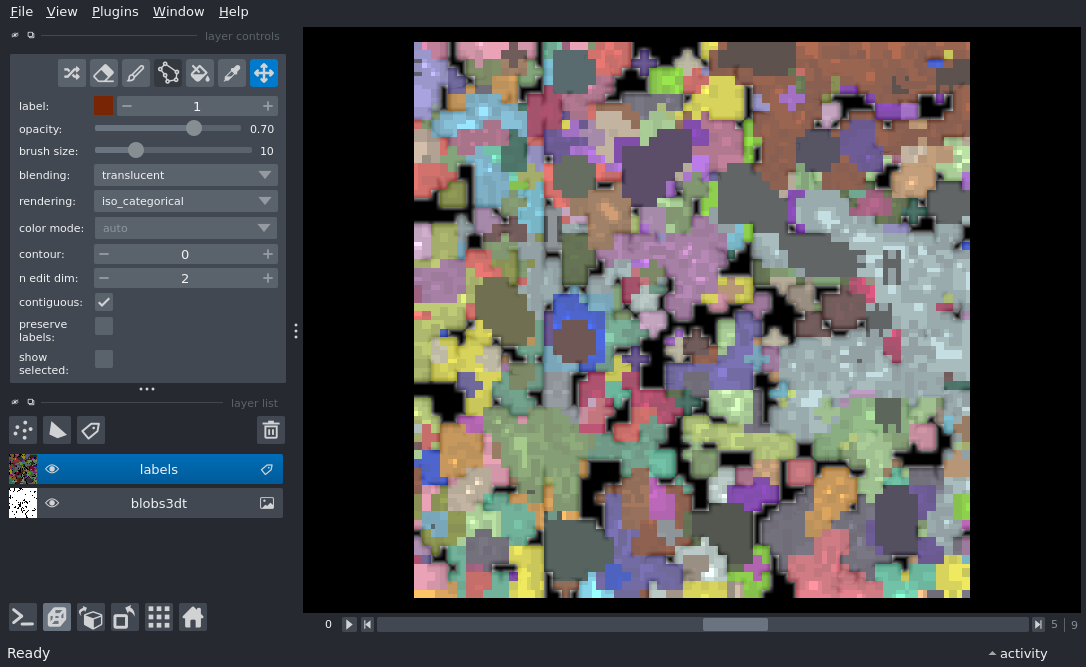 File View Plugins Window Help
layer controls
label: 1
opacity: 0.70
brush size: 10
blending: translucent
rendering: iso_categorical
color mode: auto
contour: 0
n edit dim: 2
contiguous:
preserve
labels:
show
selected:
layer list
labels
blobs3dt
0 5 | 9
Ready activity